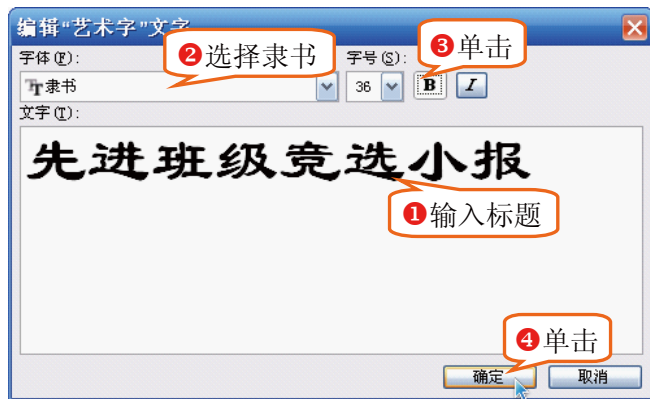 编辑“艺术字”文字
❷选择隶书
❸单击
字体(F):
字号(S):
隶书
36
B
I
文字(T):
先进班级竞选小报
❶输入标题
❹单击
确定
取消